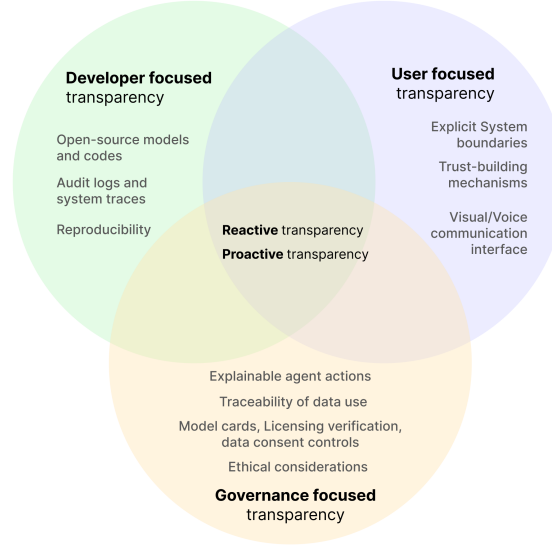 Developer focused
transparency
Open-source models
and codes
Audit logs and
system traces
Reproducibility
User focused
transparency
Explicit System
boundaries
Trust-building
mechanisms
Visual/Voice
communication
interface
Reactive transparency
Proactive transparency
Explainable agent actions
Traceability of data use
Model cards, Licensing verification,
data consent controls
Ethical considerations
Governance focused
transparency